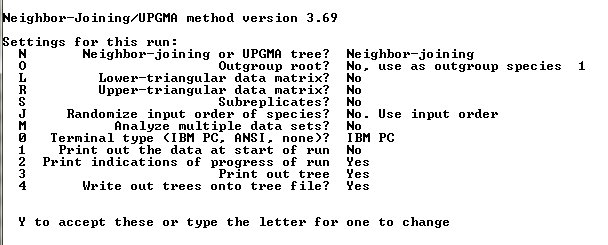 Neighbor-Joining/UPGMA method version 3.69
Settings for this run:
N Neighbor-joining or UPGMA tree? Neighbor-joining
O Outgroup root? No, use as outgroup species 1
L Lower-triangular data matrix? No
R Upper-triangular data matrix? No
S Subreplicates? No
J Randomize input order of species? No. Use input order
M Analyze multiple data sets? No
0 Terminal type (IBM PC, ANSI, none)? IBM PC
1 Print out the data at start of run No
2 Print indications of progress of run Yes
3 Print out tree Yes
4 Write out trees onto tree file? Yes
Y to accept these or type the letter for one to change